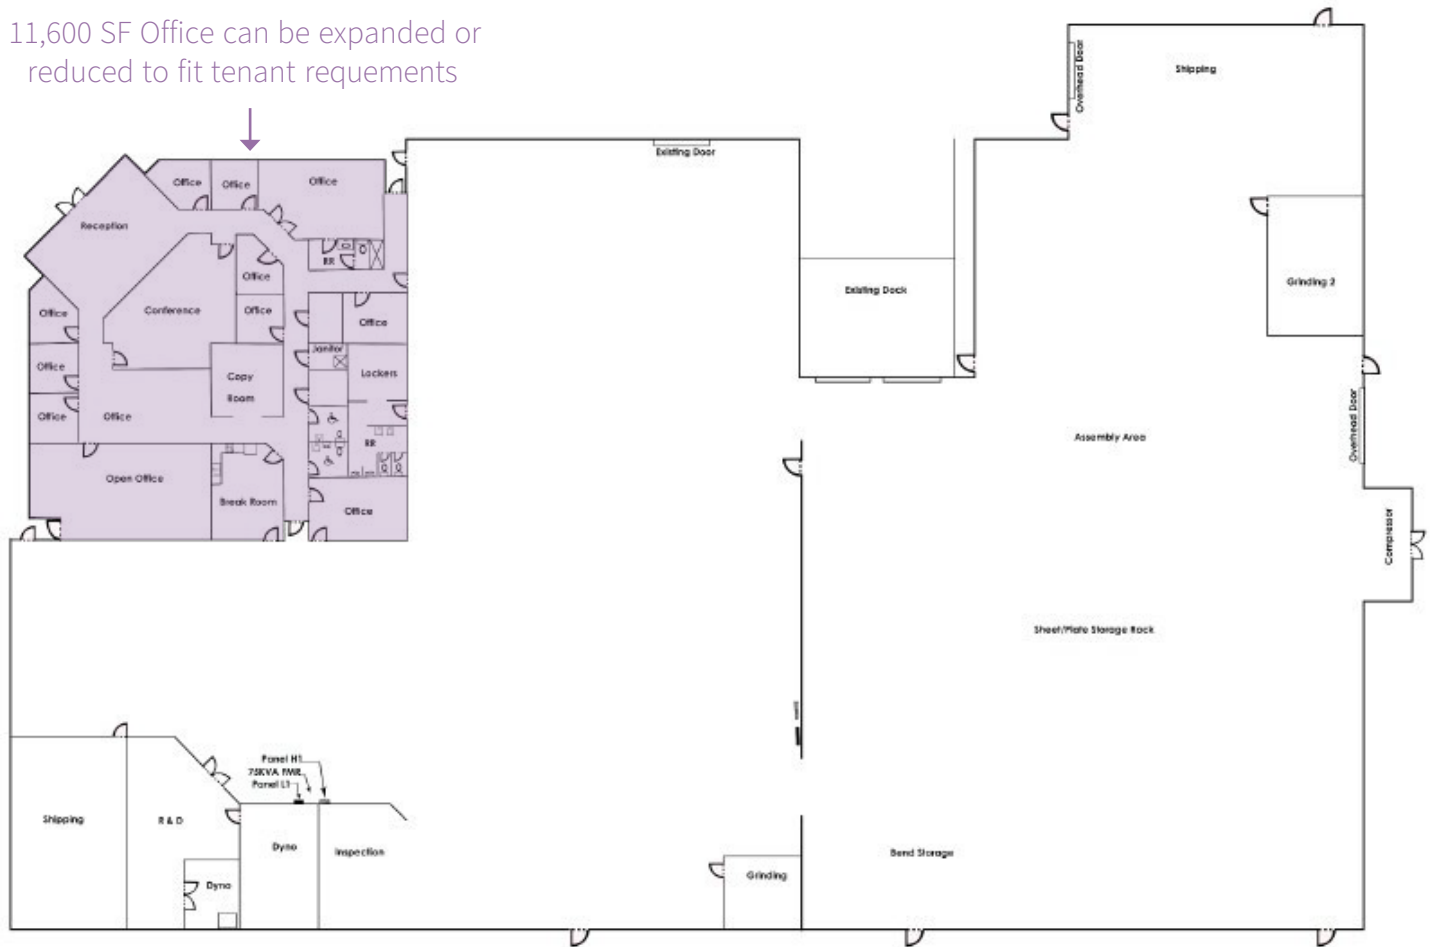 11,600 SF Office can be expanded or
reduced to fit tenant requements
Shipping
Overhead Door
Existing Door
Office
Office
Office
Reception
RR
Office
Grinding 2
Existing Dock
Conference
Office
Office
Office
Janitor
Office
Copy
Room
Lockers
Office
Office
Overhead Door
Assembly Area
RR
Open Office
Break Room
Office
Compressor
Sheet/Plate Storage Rack
Panel H1
75KVA FMR
Panel L1
Shipping
R & D
Dyno
Inspection
Bend Storage
Grinding
Dyno